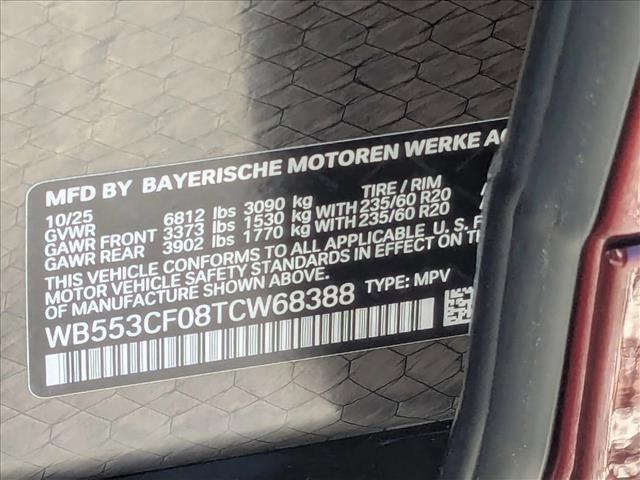 MFD BY BAYERISCHE MOTOREN WERKE AG
10/25 TIRE / RIM
GVWR 6812 lbs 3090 kg
GAWR FRONT 3373 lbs 1530 kg WITH 235/60 R20
GAWR REAR 3902 lbs 1770 kg WITH 235/60 R20
THIS VEHICLE CONFORMS TO ALL APPLICABLE U. S. F
MOTOR VEHICLE SAFETY STANDARDS IN EFFECT ON
OF MANUFACTURE SHOWN ABOVE.
WB553CF08TCW68388 TYPE: MPV